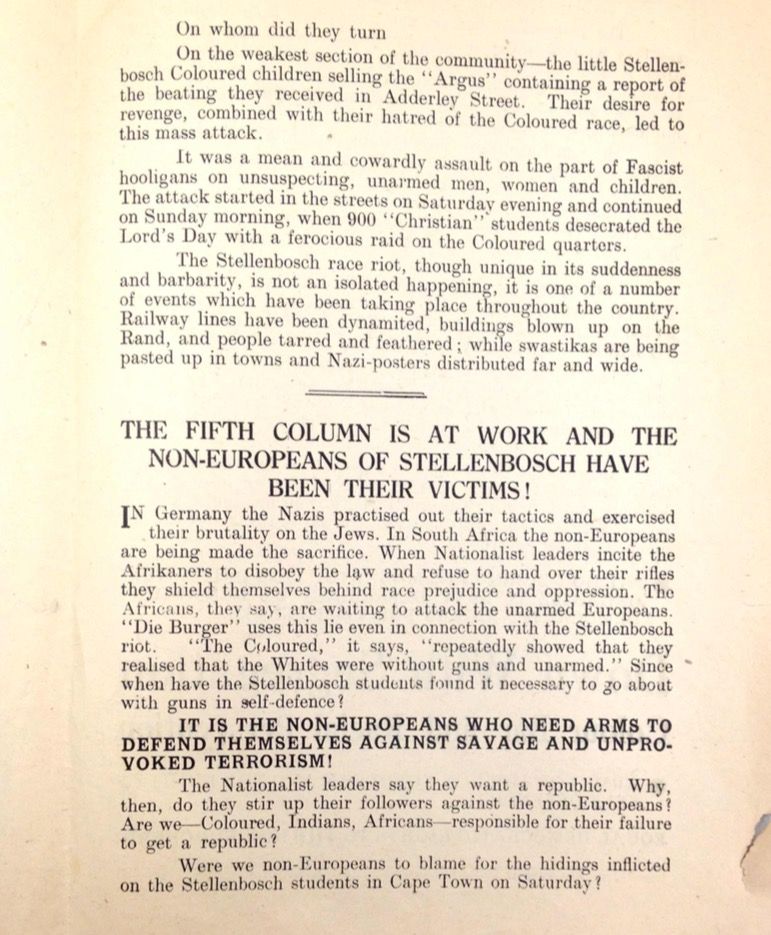 On whom did they turn
On the weakest section of the community—the little Stellen-
bosch Coloured children selling the "Argus" containing a report of
the beating they received in Adderley Street. Their desire for
revenge, combined with their hatred of the Coloured race, led to
this mass attack.
It was a mean and cowardly assault on the part of Fascist
hooligans on unsuspecting, unarmed men, women and children.
The attack started in the streets on Saturday evening and continued
on Sunday morning, when 900 "Christian" students desecrated the
Lord's Day with a ferocious raid on the Coloured quarters.
The Stellenbosch race riot, though unique in its suddenness
and barbarity, is not an isolated happening, it is one of a number
of events which have been taking place throughout the country.
Railway lines have been dynamited, buildings blown up on the
Rand, and people tarred and feathered; while swastikas are being
pasted up in towns and Nazi-posters distributed far and wide.
THE FIFTH COLUMN IS AT WORK AND THE
NON-EUROPEANS OF STELLENBOSCH HAVE
BEEN THEIR VICTIMS!
IN Germany the Nazis practised out their tactics and exercised
their brutality on the Jews. In South Africa the non-Europeans
are being made the sacrifice. When Nationalist leaders incite the
Afrikaners to disobey the law and refuse to hand over their rifles
they shield themselves behind race prejudice and oppression. The
Africans, they say, are waiting to attack the unarmed Europeans.
"Die Burger" uses this lie even in connection with the Stellenbosch
riot. "The Coloured," it says, "repeatedly showed that they
realised that the Whites were without guns and unarmed." Since
when have the Stellenbosch students found it necessary to go about
with guns in self-defence?
IT IS THE NON-EUROPEANS WHO NEED ARMS TO
DEFEND THEMSELVES AGAINST SAVAGE AND UNPRO-
VOKED TERRORISM!
The Nationalist leaders say they want a republic. Why,
then, do they stir up their followers against the non-Europeans?
Are we—Coloured, Indians, Africans—responsible for their failure
to get a republic?
Were we non-Europeans to blame for the hidings inflicted
on the Stellenbosch students in Cape Town on Saturday?